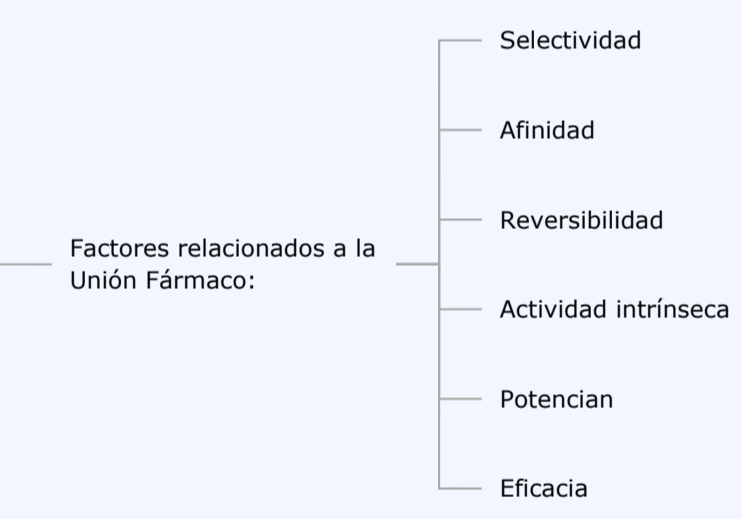 Selectividad
Afinidad
Reversibilidad
Factores relacionados a la
Unión Fármaco:
Actividad intrínseca
Potencian
Eficacia